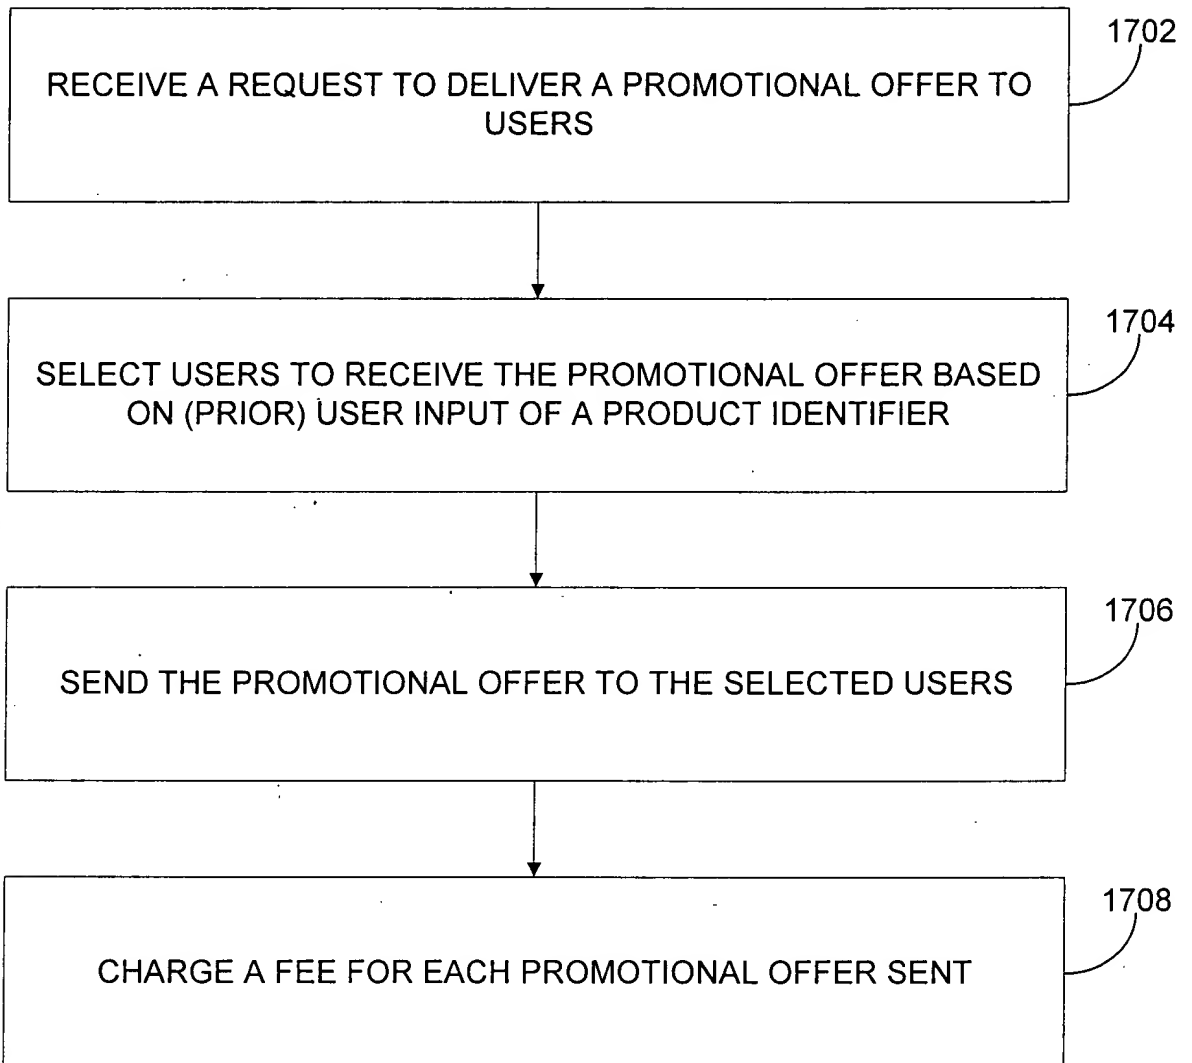 1702
RECEIVE A REQUEST TO DELIVER A PROMOTIONAL OFFER TO
USERS
1704
SELECT USERS TO RECEIVE THE PROMOTIONAL OFFER BASED
ON (PRIOR) USER INPUT OF A PRODUCT IDENTIFIER
1706
SEND THE PROMOTIONAL OFFER TO THE SELECTED USERS
1708
CHARGE A FEE FOR EACH PROMOTIONAL OFFER SENT